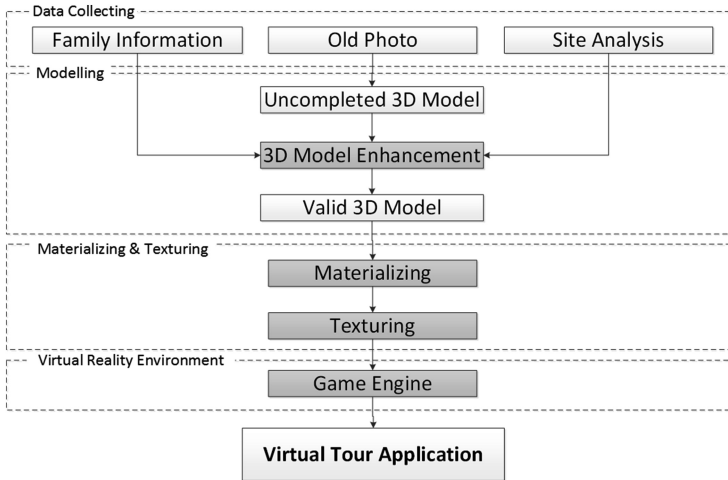 Data Collecting
Family Information
Old Photo
Site Analysis
Modelling
Uncompleted 3D Model
3D Model Enhancement
Valid 3D Model
Materializing & Texturing
Materializing
Texturing
Virtual Reality Environment
Game Engine
Virtual Tour Application